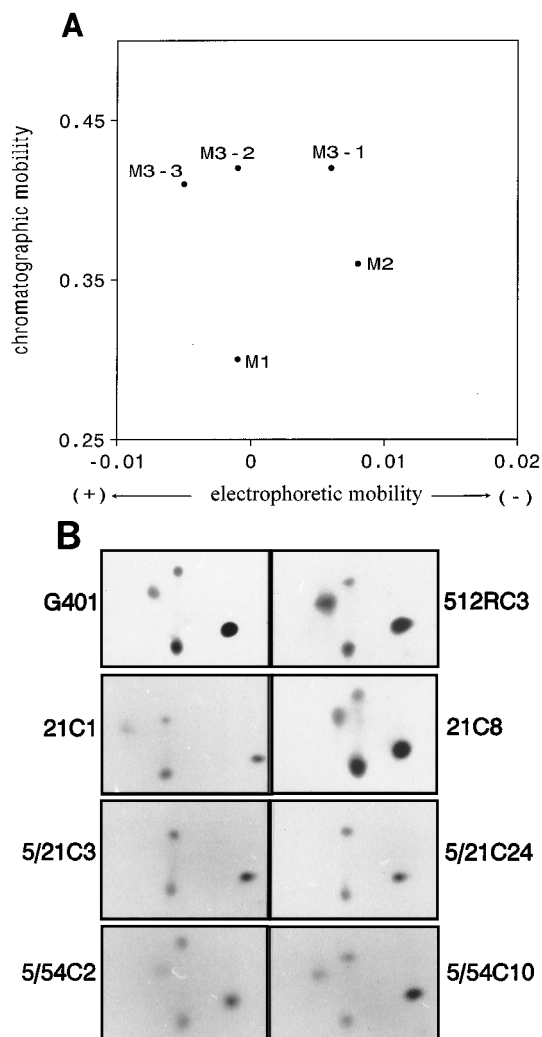 A
chromatographic mobility
0.45
0.35
0.25
M3-3
M3-2
M3-1
M2
M1
-0.01 0 0.01 0.02
(+) electrophoretic mobility (-)
B
G401 512RC3
21C1 21C8
5/21C3 5/21C24
5/54C2 5/54C10